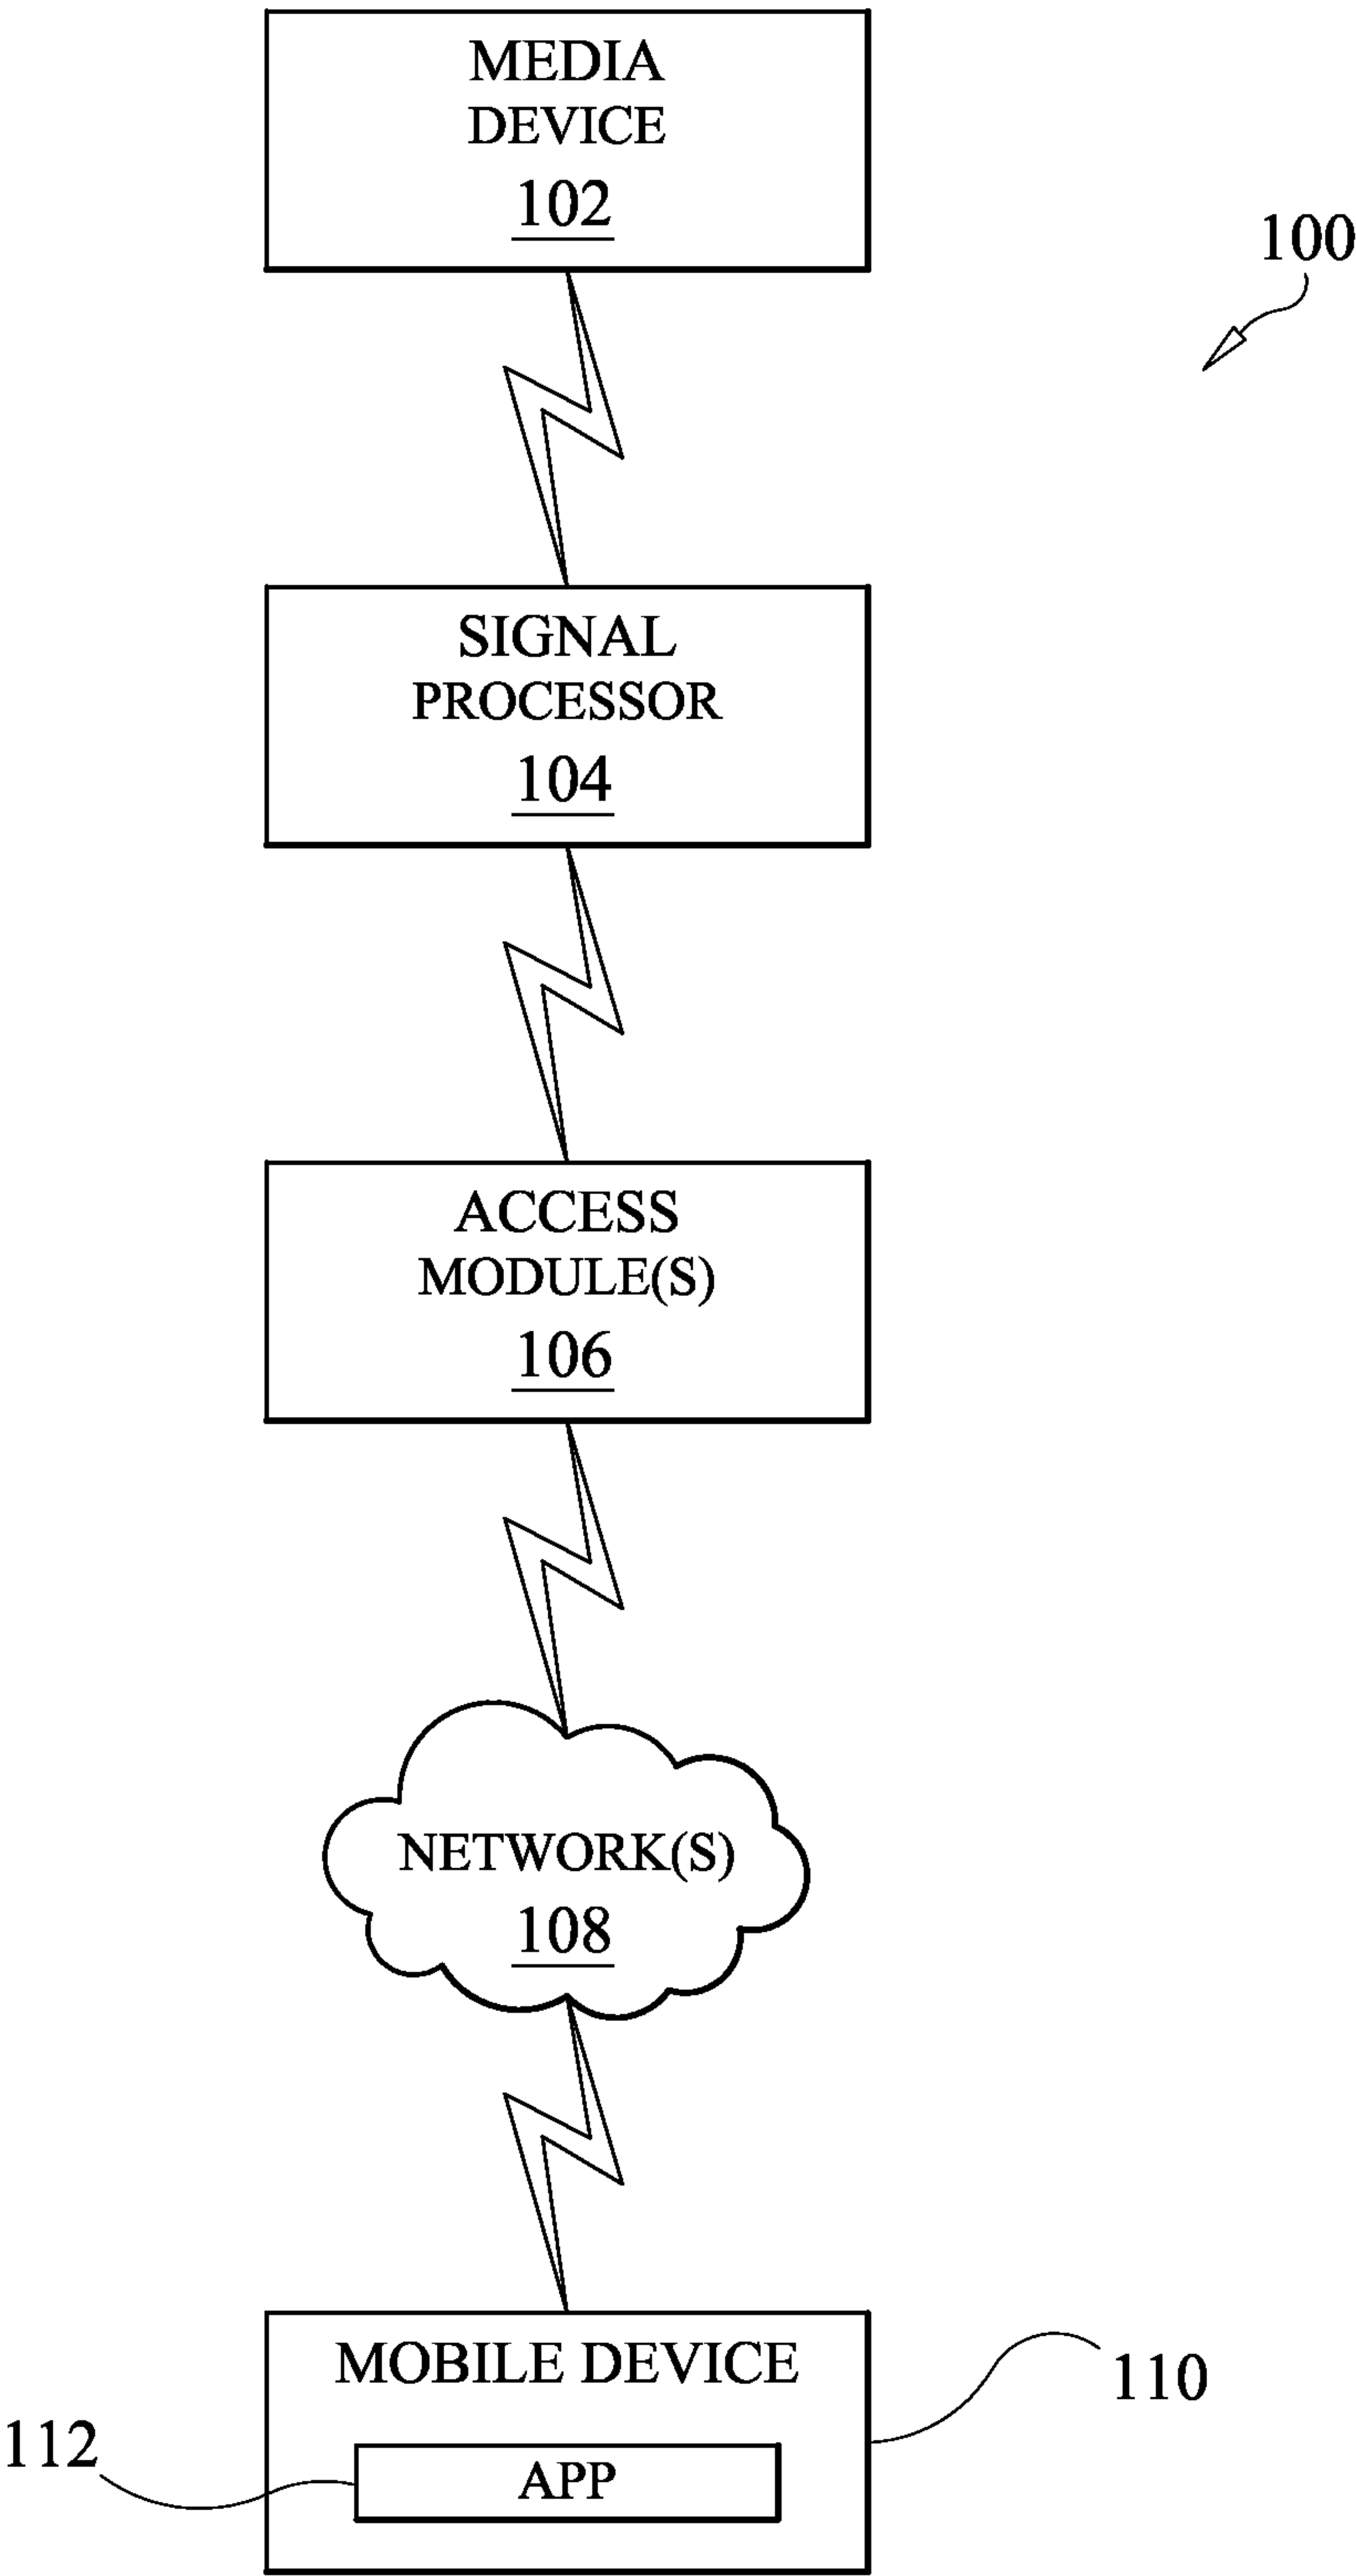 MEDIA
DEVICE
102
100
SIGNAL
PROCESSOR
104
ACCESS
MODULE(S)
106
NETWORK(S)
108
MOBILE DEVICE
110
112
APP